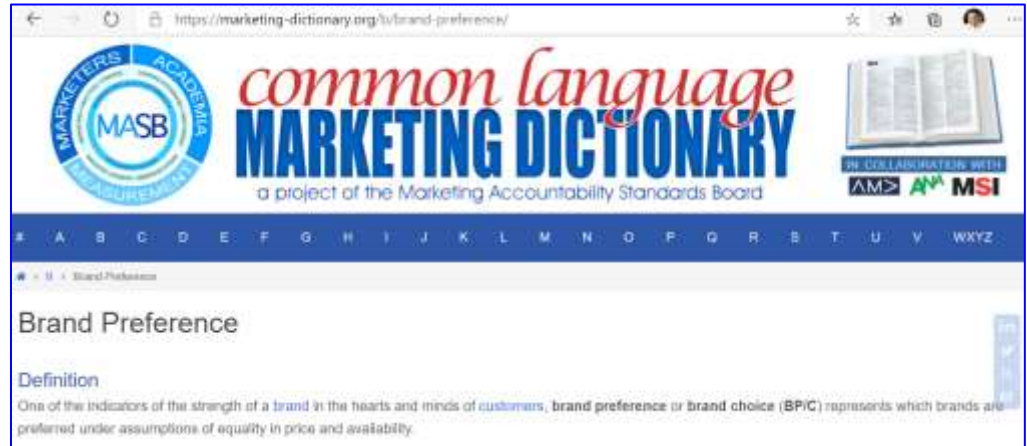 https://marketing-dictionary.org/b/brand-preference/
MARKETERS ACADEMIA
MASB
MEASUREMENT
common language
MARKETING DICTIONARY
a project of the Marketing Accountability Standards Board
IN COLLABORATION WITH
AMA ANA MSI
# A B C D E F G H I J K L M N O P Q R S T U V WXYZ
B Brand Preference
Brand Preference
Definition
One of the indicators of the strength of a brand in the hearts and minds of customers, brand preference or brand choice (BP/C) represents which brands are
preferred under assumptions of equality in price and availability.